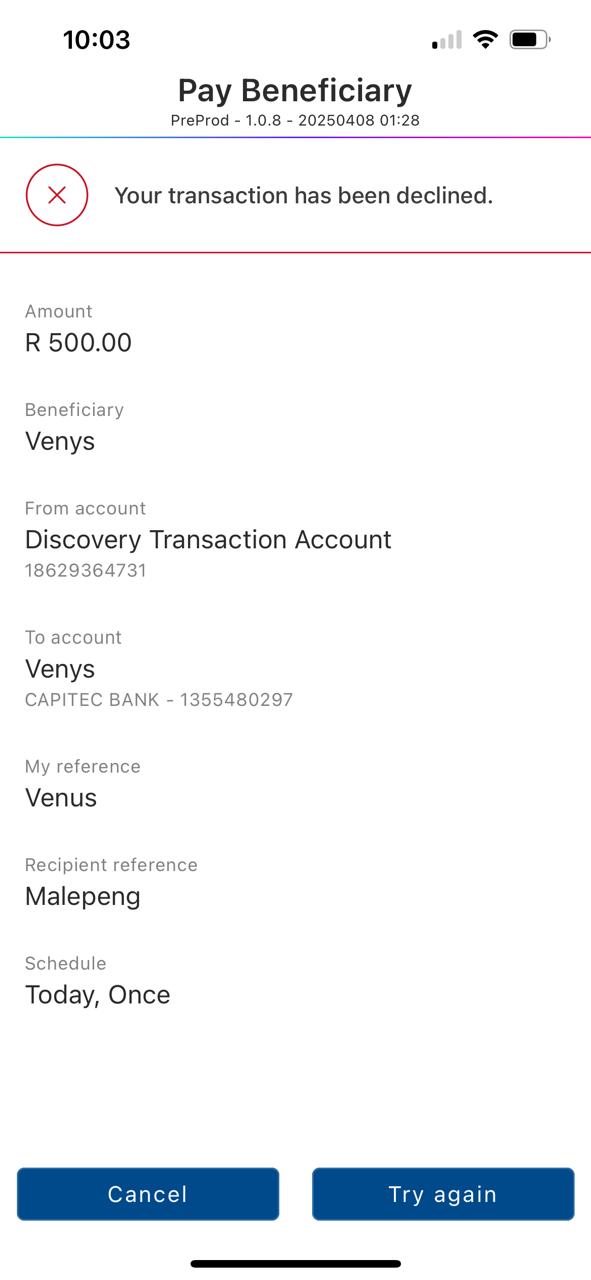 10:03
Pay Beneficiary
PreProd - 1.0.8 - 20250408 01:28
Your transaction has been declined.
Amount
R 500.00
Beneficiary
Venys
From account
Discovery Transaction Account
18629364731
To account
Venys
CAPITEC BANK - 1355480297
My reference
Venus
Recipient reference
Malepeng
Schedule
Today, Once
Cancel
Try again